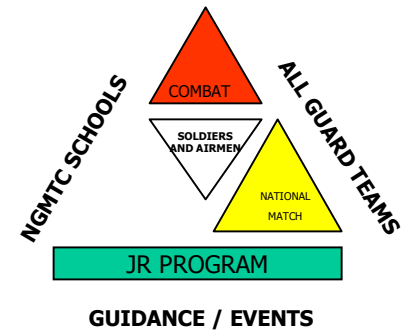 COMBAT
NGMTC SCHOOLS
ALL GUARD TEAMS
SOLDIERS
AND AIRMEN
NATIONAL
MATCH
JR PROGRAM
GUIDANCE / EVENTS